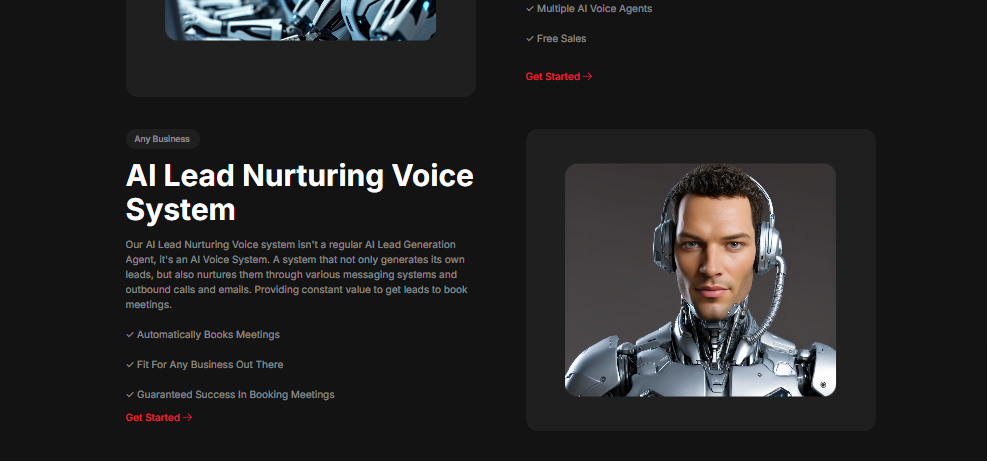 ✓ Multiple AI Voice Agents
✓ Free Sales
Get Started →
Any Business
AI Lead Nurturing Voice
System
Our AI Lead Nurturing Voice system isn't a regular AI Lead Generation
Agent, it's an AI Voice System. A system that not only generates its own
leads, but also nurtures them through various messaging systems and
outbound calls and emails. Providing constant value to get leads to book
meetings.
✓ Automatically Books Meetings
✓ Fit For Any Business Out There
✓ Guaranteed Success In Booking Meetings
Get Started →